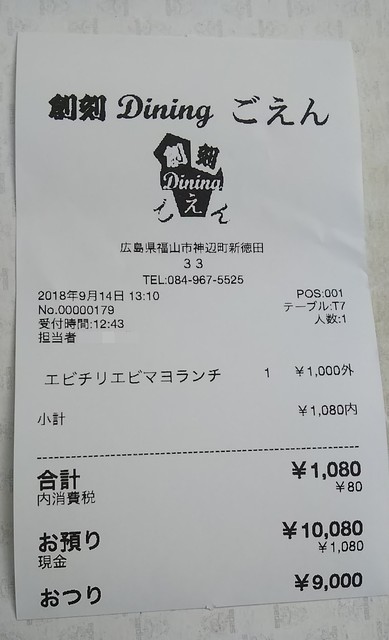 創刻 Dining ごえん
創刻
Dining
ごえん
広島県福山市神辺町新徳田
３３
TEL:084-967-5525
2018年9月14日 13:10 POS:001
No.00000179 テーブル:T7
受付時間:12:43 人数:1
担当者
エビチリエビマヨランチ 1 ￥1,000外
小計 ￥1,080内
合計 ￥1,080
内消費税 ￥80
お預り ￥10,080
現金 ￥1,080
おつり ￥9,000